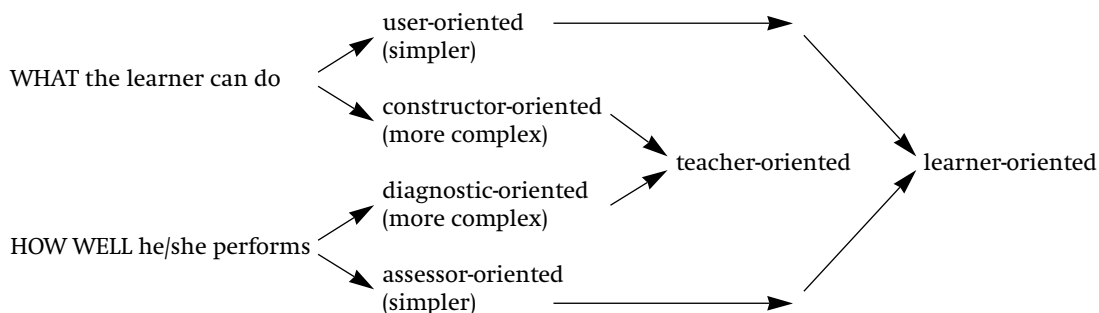 user-oriented
(simpler)
WHAT the learner can do
constructor-oriented
(more complex)
teacher-oriented
learner-oriented
diagnostic-oriented
(more complex)
HOW WELL he/she performs
assessor-oriented
(simpler)